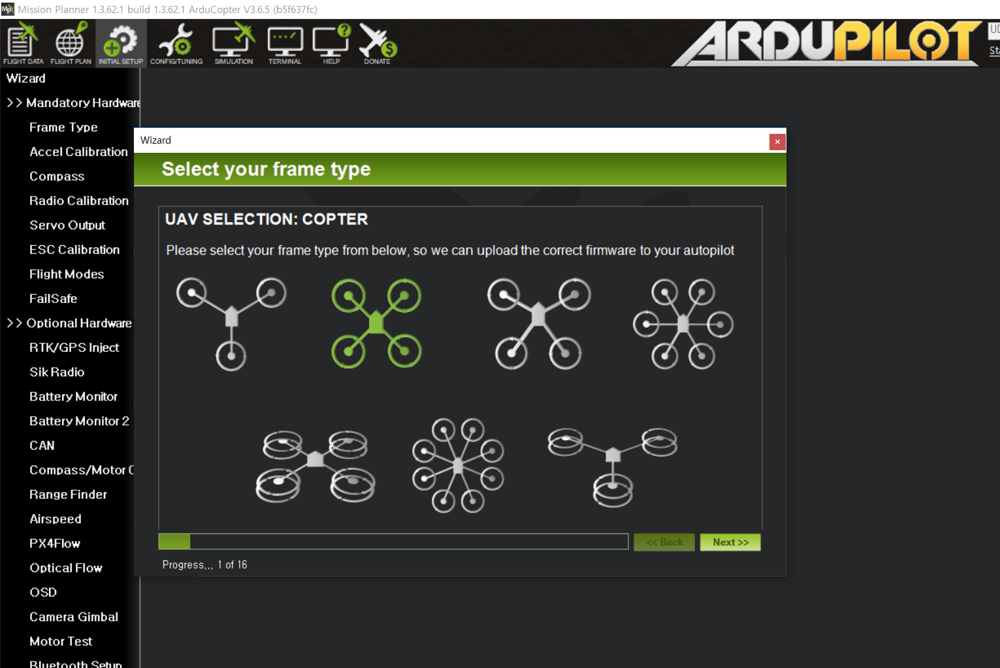 Mission Planner 1.3.62.1 build 1.3.62.1 ArduCopter V3.6.5 (b5f637fc)
FLIGHT DATA
FLIGHT PLAN
INITIAL SETUP
CONFIG/TUNING
SIMULATION
TERMINAL
HELP
DONATE
ARDUPILOT
Wizard
>> Mandatory Hardware
Frame Type
Accel Calibration
Compass
Radio Calibration
Servo Output
ESC Calibration
Flight Modes
FailSafe
>> Optional Hardware
RTK/GPS Inject
Sik Radio
Battery Monitor
Battery Monitor 2
CAN
Compass/Motor C
Range Finder
Airspeed
PX4Flow
Optical Flow
OSD
Camera Gimbal
Motor Test
Bluetooth Setup
Wizard
Select your frame type
UAV SELECTION: COPTER
Please select your frame type from below, so we can upload the correct firmware to your autopilot
<< Back
Next >>
Progress... 1 of 16